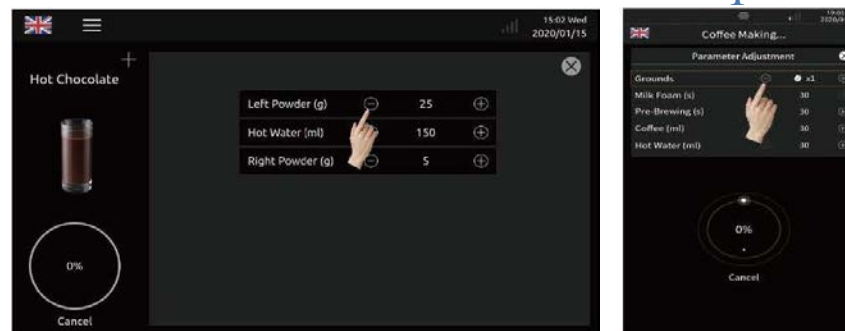 15:02 Wed
2020/01/15
Hot Chocolate
Left Powder (g) 25
Hot Water (ml) 150
Right Powder (g) 5
0%
Cancel
Coffee Making...
Parameter Adjustment
Grounds x1
Milk Foam (s) 30
Pre-Brewing (s) 30
Coffee (ml) 30
Hot Water (ml) 30
0%
Cancel